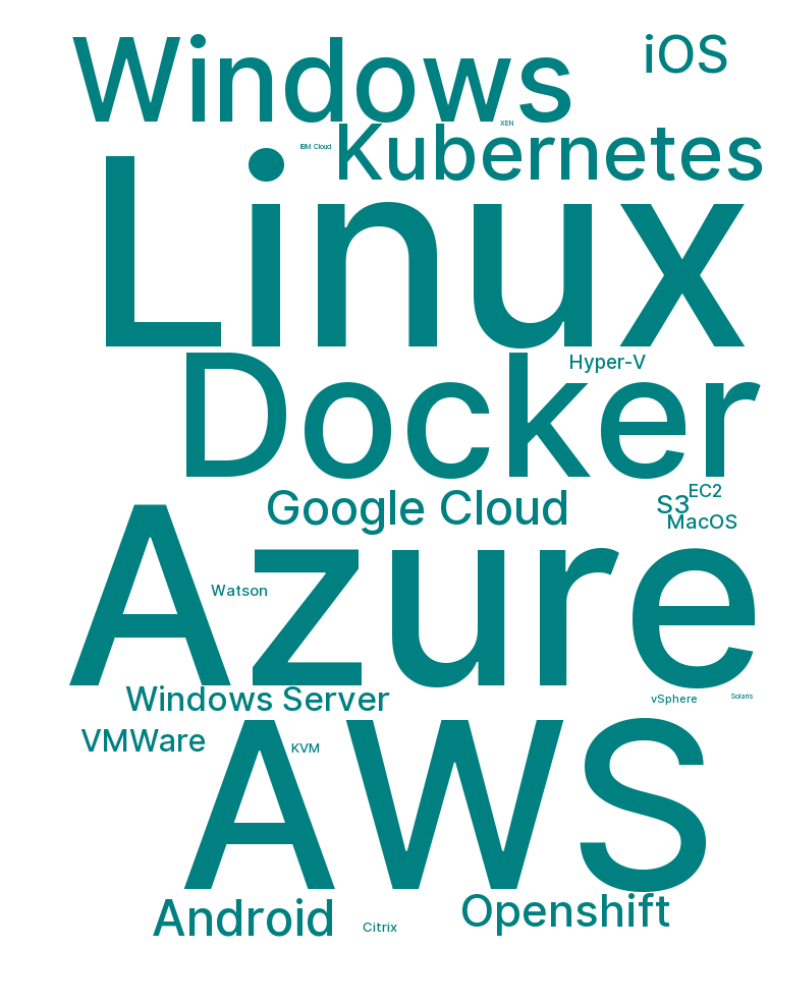 Windows
iOS
XEN
Kubernetes
IBM Cloud
Linux
Hyper-V
Docker
EC2
S3
Google Cloud
MacOS
Azure
Watson
Windows Server
vSphere
Solaris
VMWare
KVM
AWS
Android
Openshift
Citrix